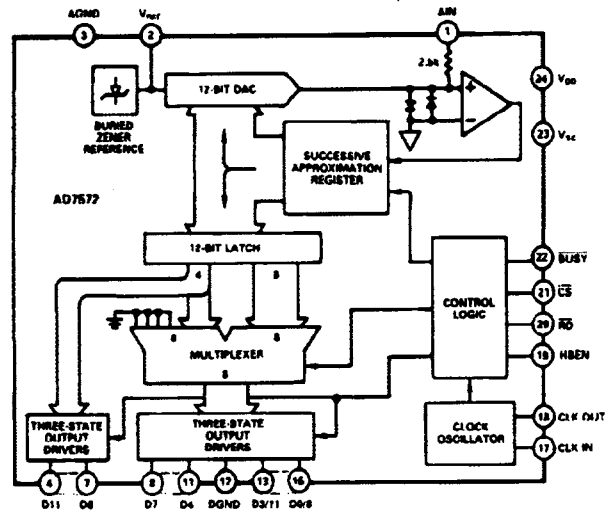 AGND
Vref
AIN
3
2
1
2.5k
12-BIT DAC
+
−
24
VDD
23
BURIED
ZENER
REFERENCE
SUCCESSIVE
APPROXIMATION
REGISTER
AD7572
12-BIT LATCH
4
8
22
BUSY
21
CS
20
RD
19
HBEN
CONTROL
LOGIC
8
8
MULTIPLEXER
8
THREE-STATE
OUTPUT
DRIVERS
THREE-STATE
OUTPUT
DRIVERS
CLOCK
OSCILLATOR
18
CLK OUT
17
CLK IN
4
7
8
11
12
13
16
D11
D8
D7
D4
DGND
D3/11
D0/8